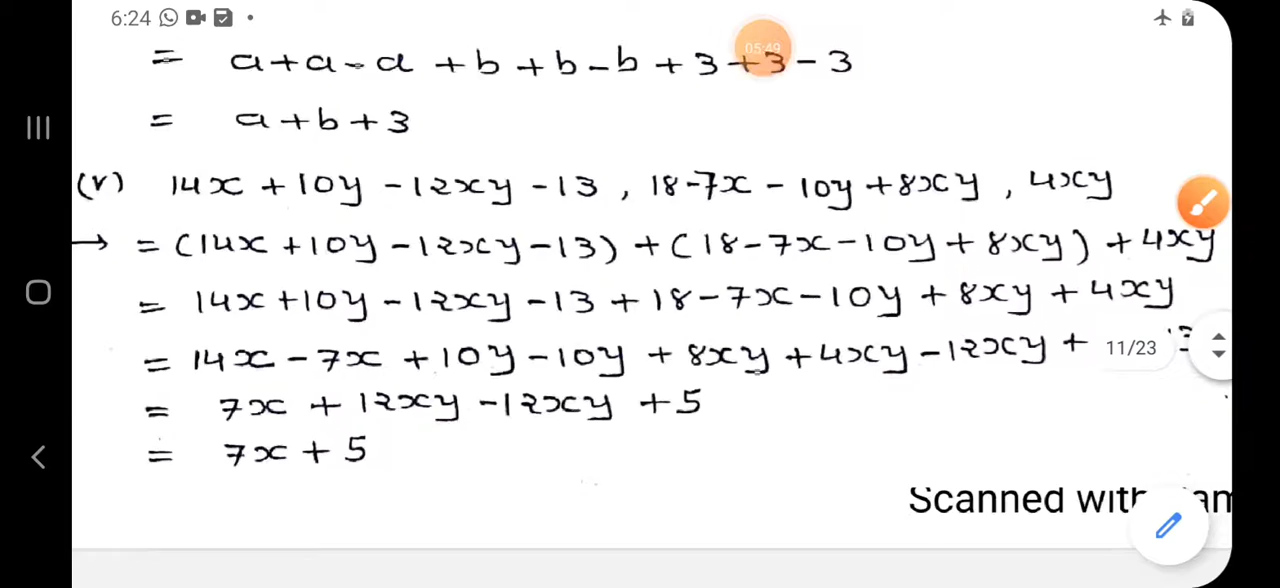 6:24
05:49
= a+a-a +b+b-b+3+3-3
= a+b+3
(v) 14x +10y -12xy -13 , 18-7x - 10y +8xy , 4xy
→ = (14x +10y -12xy -13) + (18-7x-10y+8xy) + 4xy
= 14x+10y -12xy -13 +18-7x-10y +8xy +4xy
= 14x -7x +10y-10y + 8xy +4xy -12xy +
11/23
= 7x + 12xy -12xy +5
= 7x + 5
Scanned with